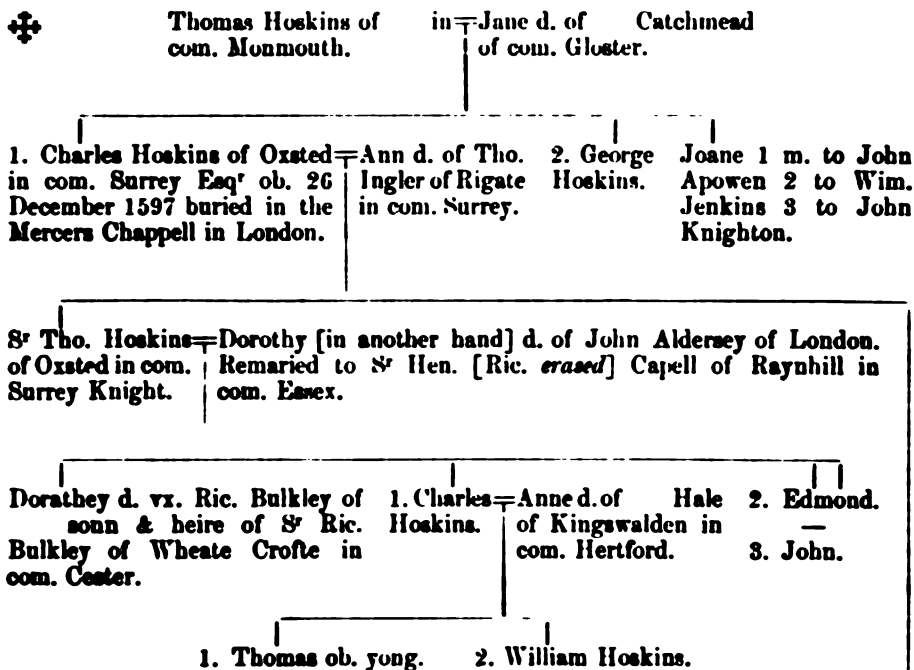 Thomas Hoskins of in Jane d. of Catchmead
com. Monmouth. of com. Gloster.
1. Charles Hoskins of Oxsted
in com. Surrey Esqr ob. 26
December 1597 buried in the
Mercers Chappell in London.
Ann d. of Tho.
Ingler of Rigate
in com. Surrey.
2. George
Hoskins.
Joane 1 m. to John
Apowen 2 to Wim.
Jenkins 3 to John
Knighton.
Sr Tho. Hoskins
of Oxsted in com.
Surrey Knight.
Dorothy [in another hand] d. of John Aldersey of London.
Remaried to Sr Hen. [Ric. erased] Capell of Raynhill in
com. Essex.
Dorathey d. vx. Ric. Bulkley of
sonn & heire of Sr Ric.
Bulkley of Wheate Crofte in
com. Cester.
1. Charles
Hoskins.
Anne d. of Hale
of Kingswalden in
com. Hertford.
2. Edmond.
—
3. John.
1. Thomas ob. yong. 2. William Hoskins.